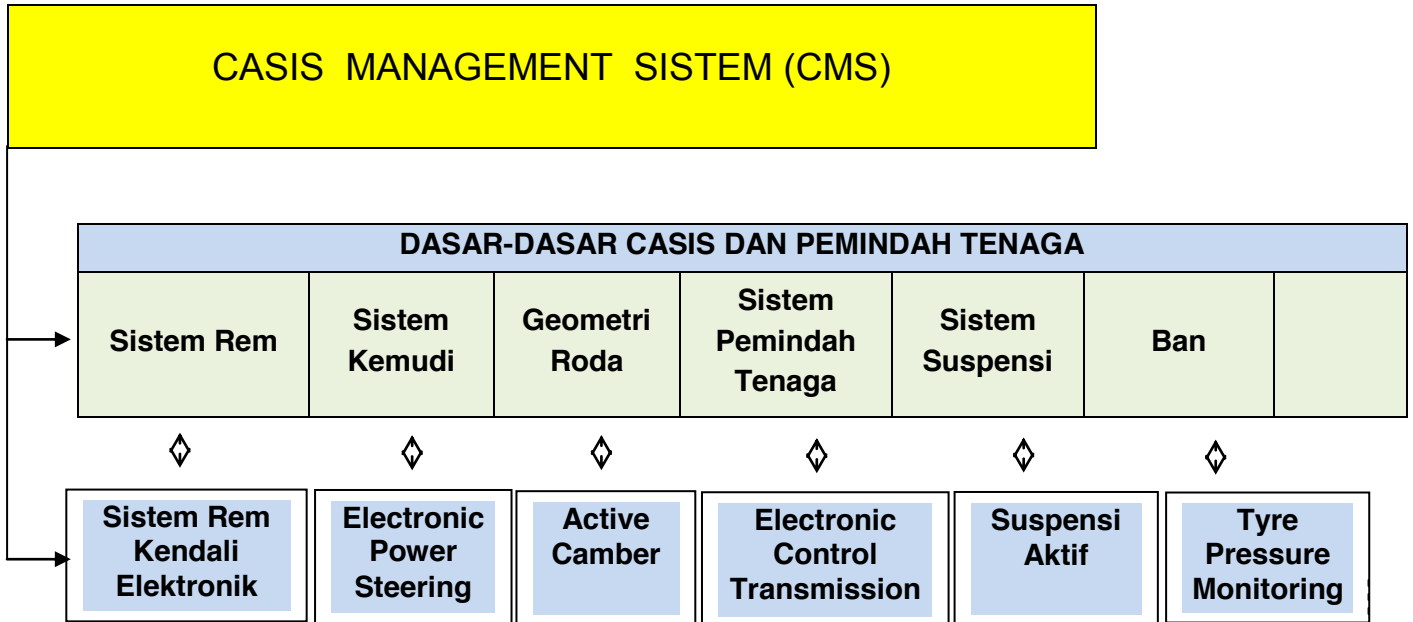 CASIS MANAGEMENT SISTEM (CMS)
DASAR-DASAR CASIS DAN PEMINDAH TENAGA
Sistem Rem
Sistem
Kemudi
Geometri
Roda
Sistem
Pemindah
Tenaga
Sistem
Suspensi
Ban
Sistem Rem
Kendali
Elektronik
Electronic
Power
Steering
Active
Camber
Electronic
Control
Transmission
Suspensi
Aktif
Tyre
Pressure
Monitoring